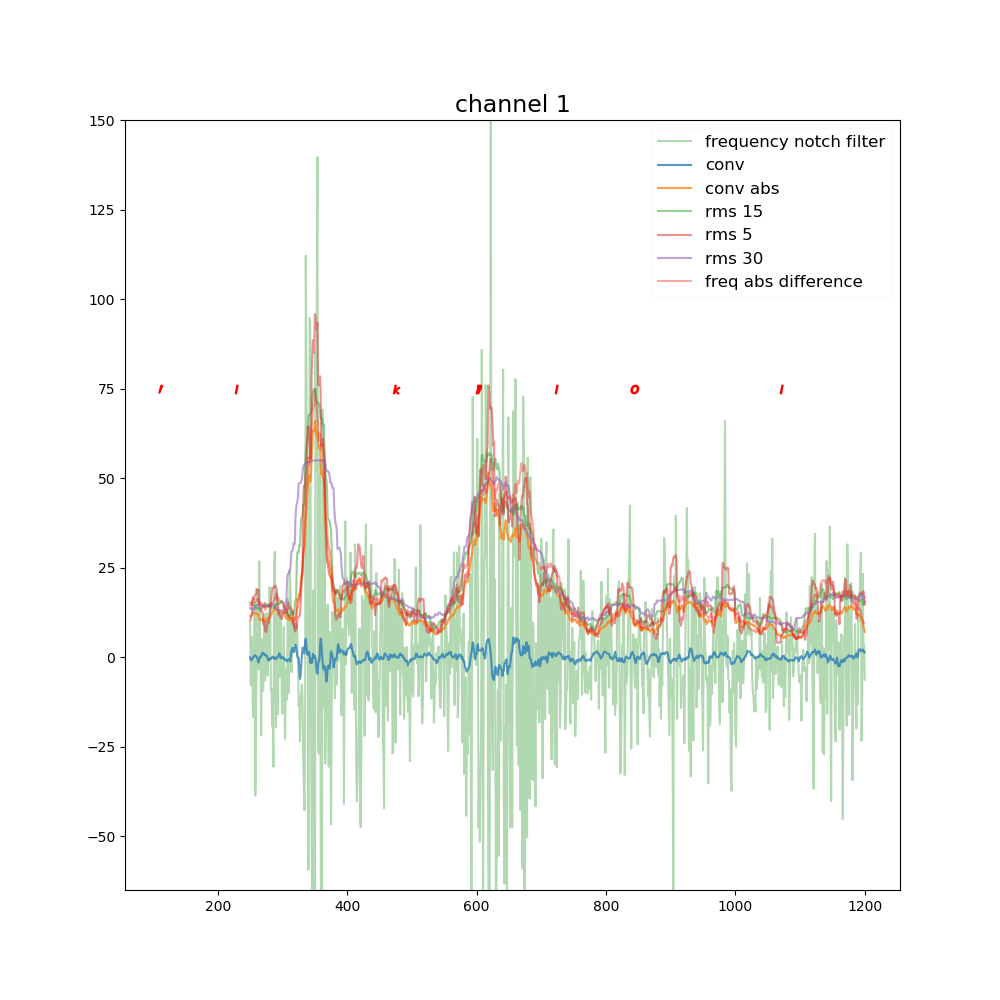 channel 1
150
125
100
75
50
25
0
−25
−50
frequency notch filter
conv
conv abs
rms 15
rms 5
rms 30
freq abs difference
l k l o l
200 400 600 800 1000 1200